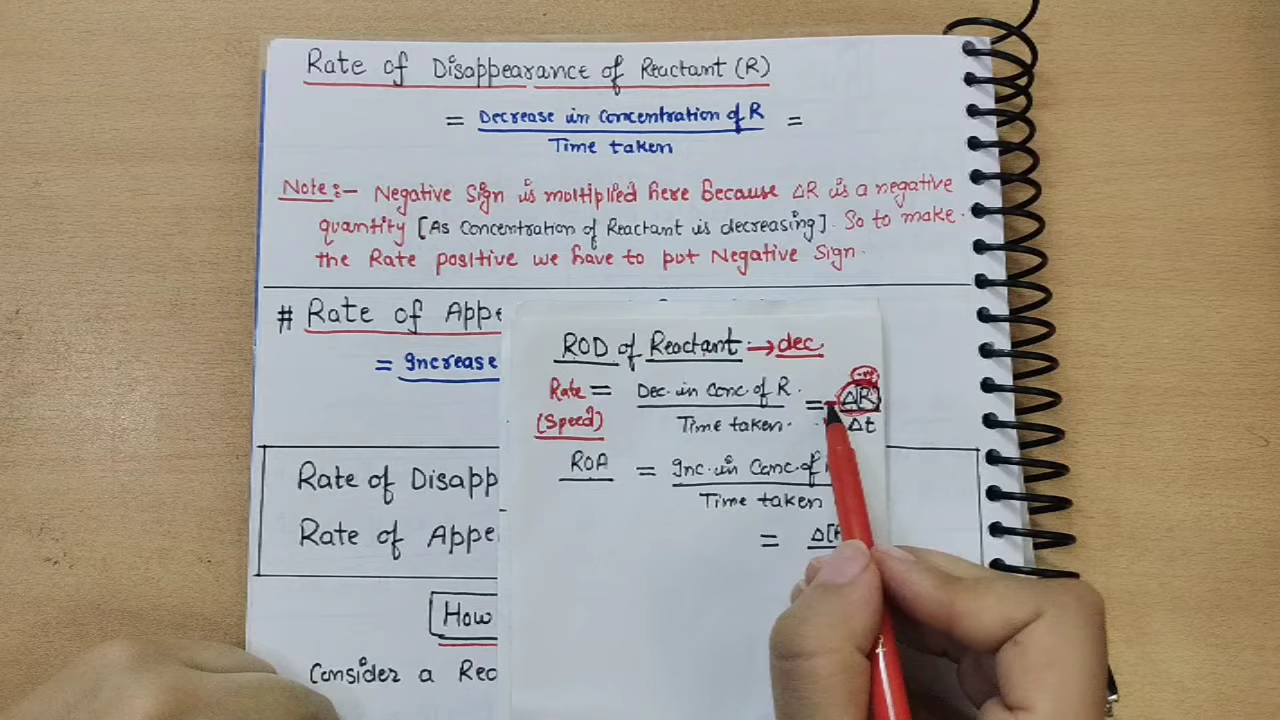 Rate of Disappearance of Reactant (R)
= Decrease in Concentration of R =
Time taken
Note:- Negative Sign is multiplied here Because ΔR is a negative
quantity [As Concentration of Reactant is decreasing]. So to make
the Rate positive we have to put Negative Sign.
# Rate of Appe
= Increase
Rate of Disapp
Rate of Appe
How
Consider a Rec
ROD of Reactant → dec
Rate = Dec. in Conc. of R. = - Δ[R]
(Speed) Time taken. Δt
ROA = Inc. in Conc. of
Time taken
= Δ[